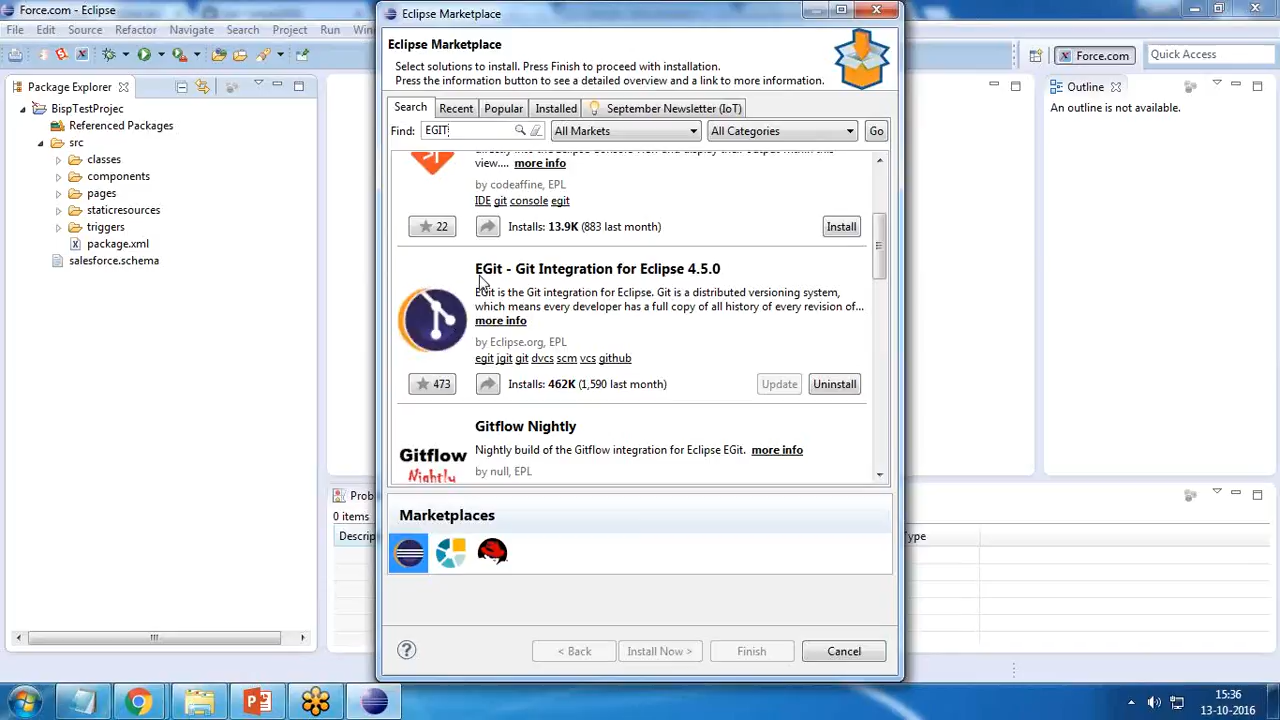 Force.com - Eclipse
File Edit Source Refactor Navigate Search Project Run
Quick Access
Force.com
Package Explorer
BispTestProjec
Referenced Packages
src
classes
components
pages
staticresources
triggers
package.xml
salesforce.schema
Eclipse Marketplace
Eclipse Marketplace
Select solutions to install. Press Finish to proceed with installation.
Press the information button to see a detailed overview and a link to more information.
Search Recent Popular Installed September Newsletter (IoT)
Find: EGIT All Markets All Categories Go
view.... more info
by codeaffine, EPL
IDE git console egit
22 Installs: 13.9K (883 last month) Install
EGit - Git Integration for Eclipse 4.5.0
EGit is the Git integration for Eclipse. Git is a distributed versioning system,
which means every developer has a full copy of all history of every revision of...
more info
by Eclipse.org, EPL
egit jgit git dvcs scm vcs github
473 Installs: 462K (1,590 last month) Update Uninstall
Gitflow Nightly
Nightly build of the Gitflow integration for Eclipse EGit. more info
Gitflow
Nightly
by null, EPL
Marketplaces
< Back Install Now > Finish Cancel
Outline
An outline is not available.
Prob
0 items
Descrip
ype
15:36
13-10-2016